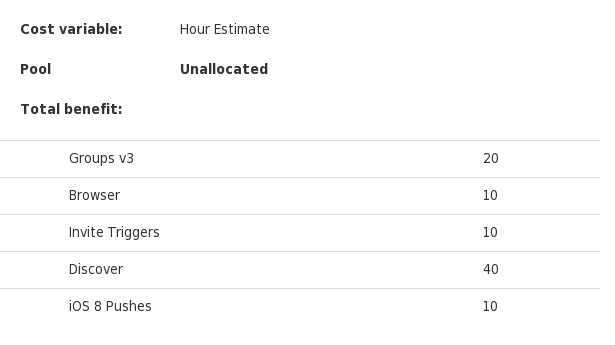 Cost variable: Hour Estimate
Pool Unallocated
Total benefit:
Groups v3 20
Browser 10
Invite Triggers 10
Discover 40
iOS 8 Pushes 10